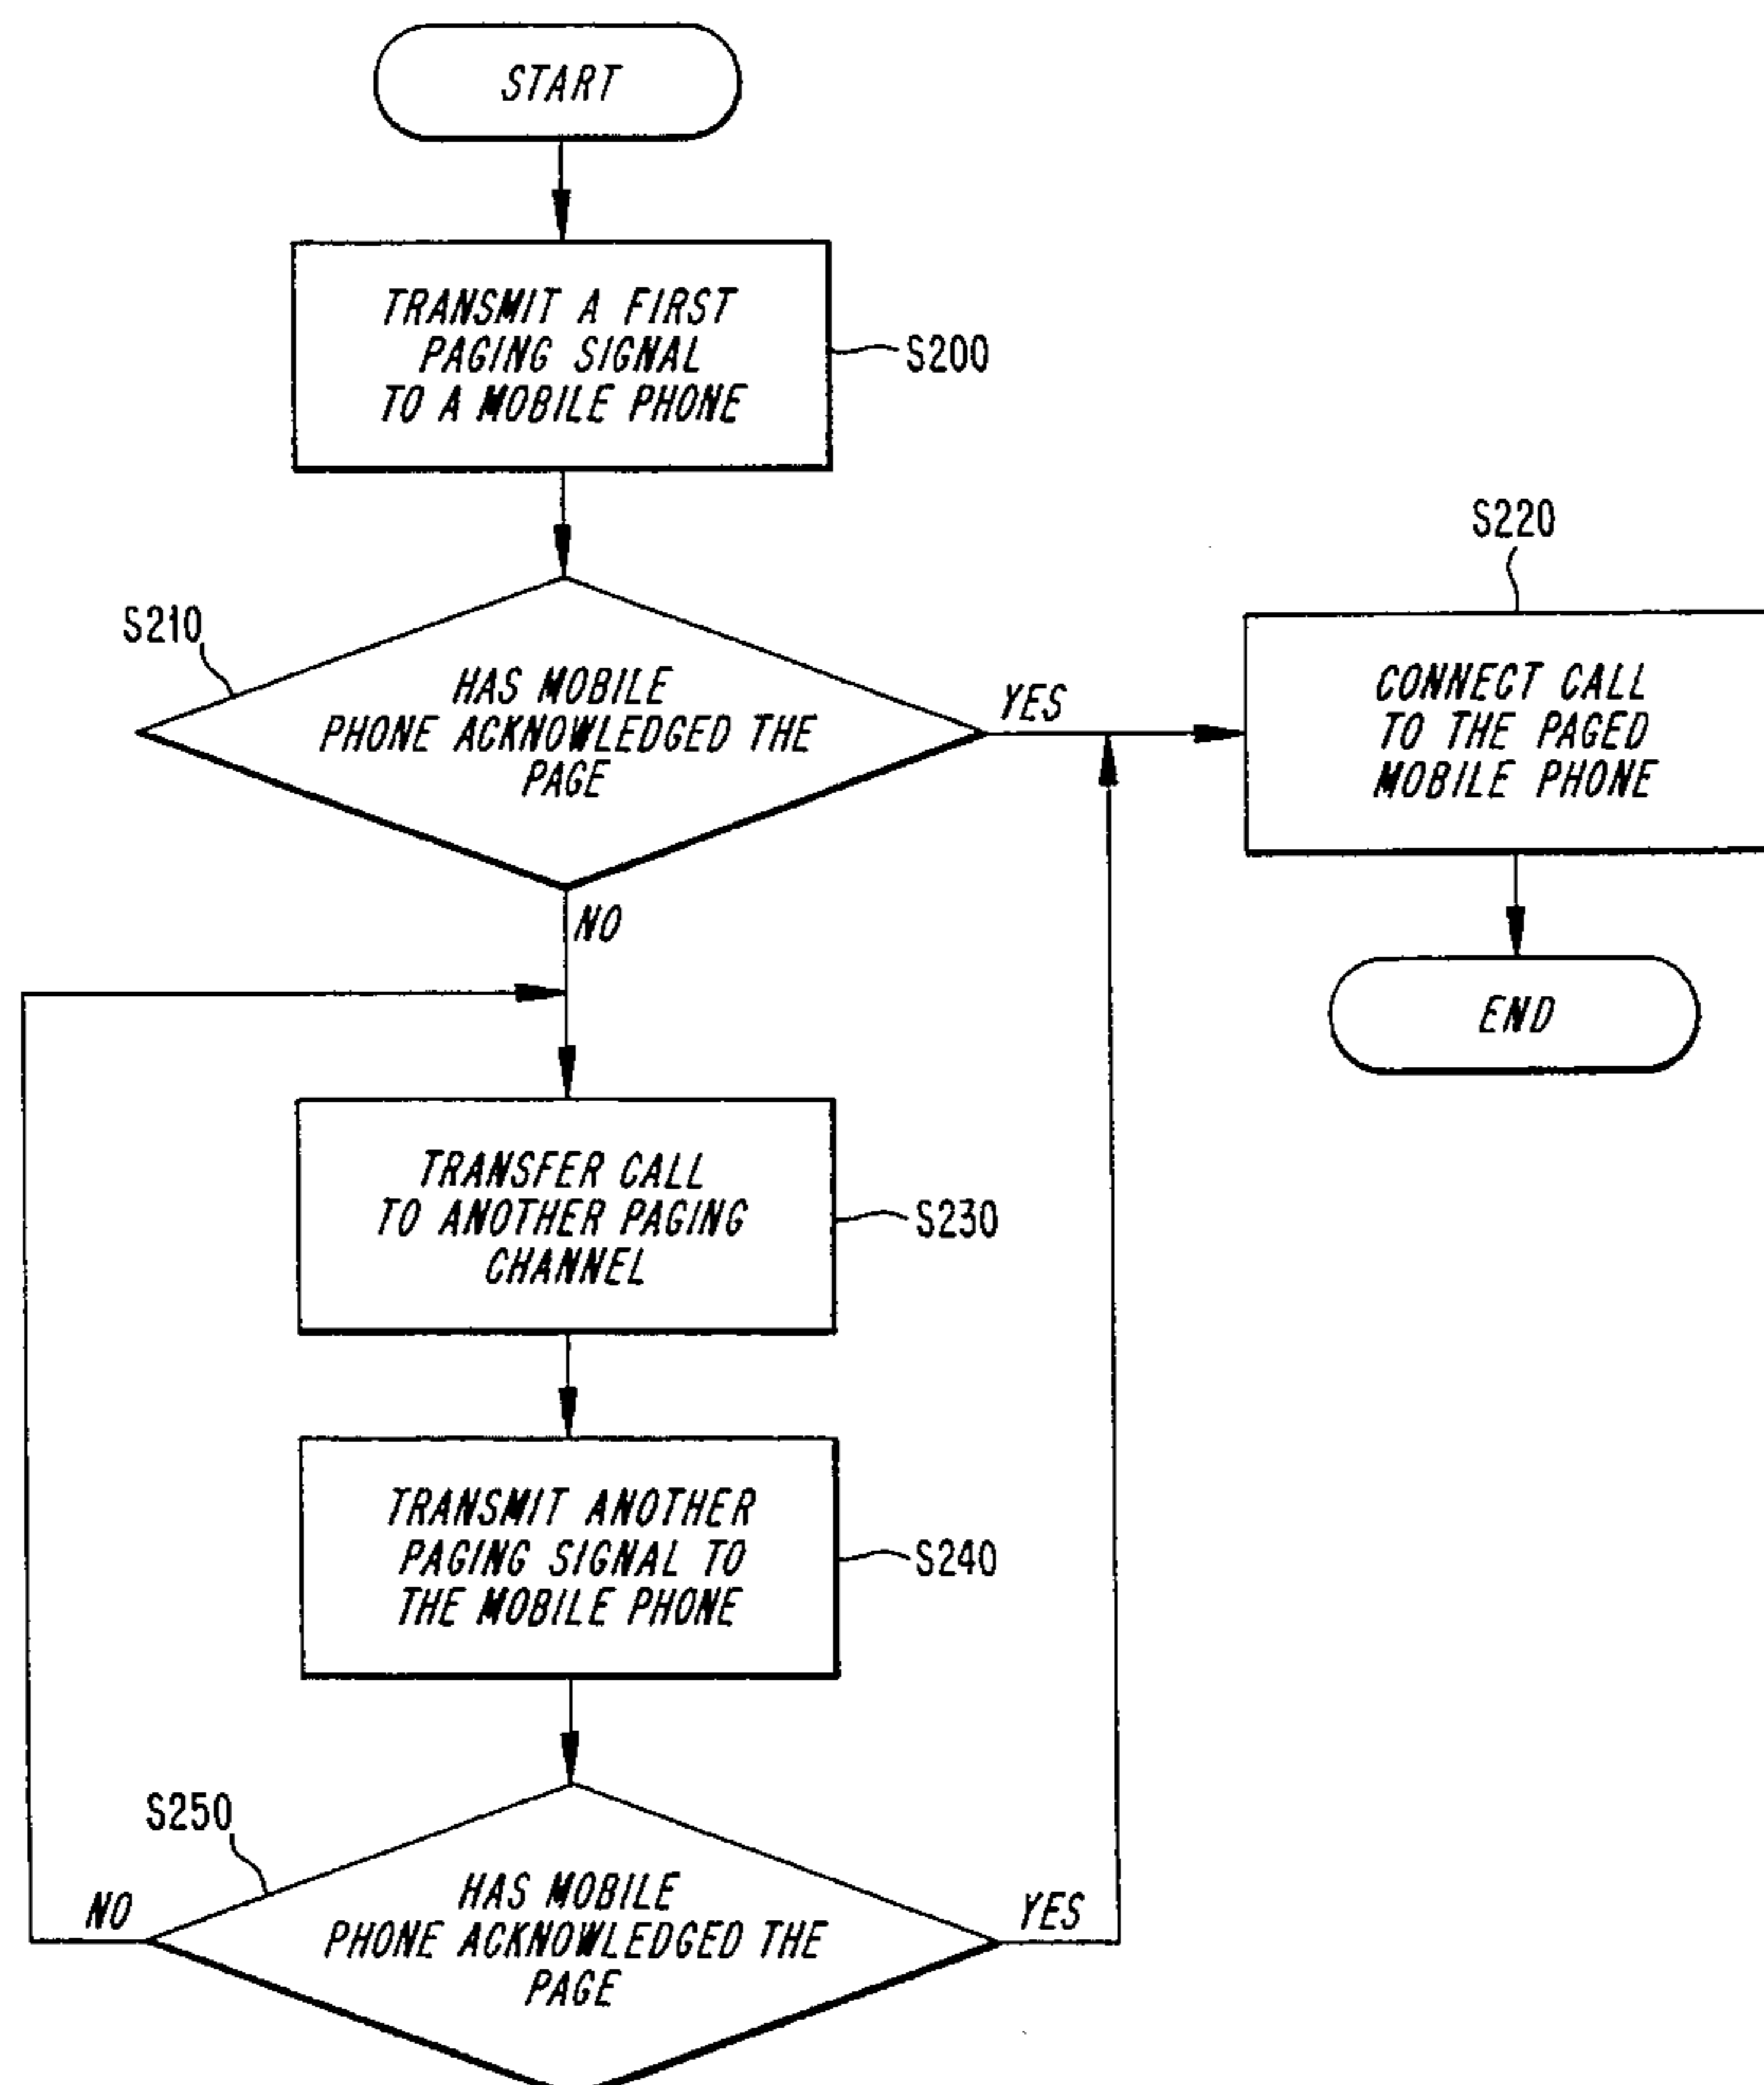 START
TRANSMIT A FIRST
PAGING SIGNAL
TO A MOBILE PHONE
S200
S210
HAS MOBILE
PHONE ACKNOWLEDGED THE
PAGE
YES
NO
S220
CONNECT CALL
TO THE PAGED
MOBILE PHONE
END
TRANSFER CALL
TO ANOTHER PAGING
CHANNEL
S230
TRANSMIT ANOTHER
PAGING SIGNAL TO
THE MOBILE PHONE
S240
S250
HAS MOBILE
PHONE ACKNOWLEDGED THE
PAGE
NO
YES